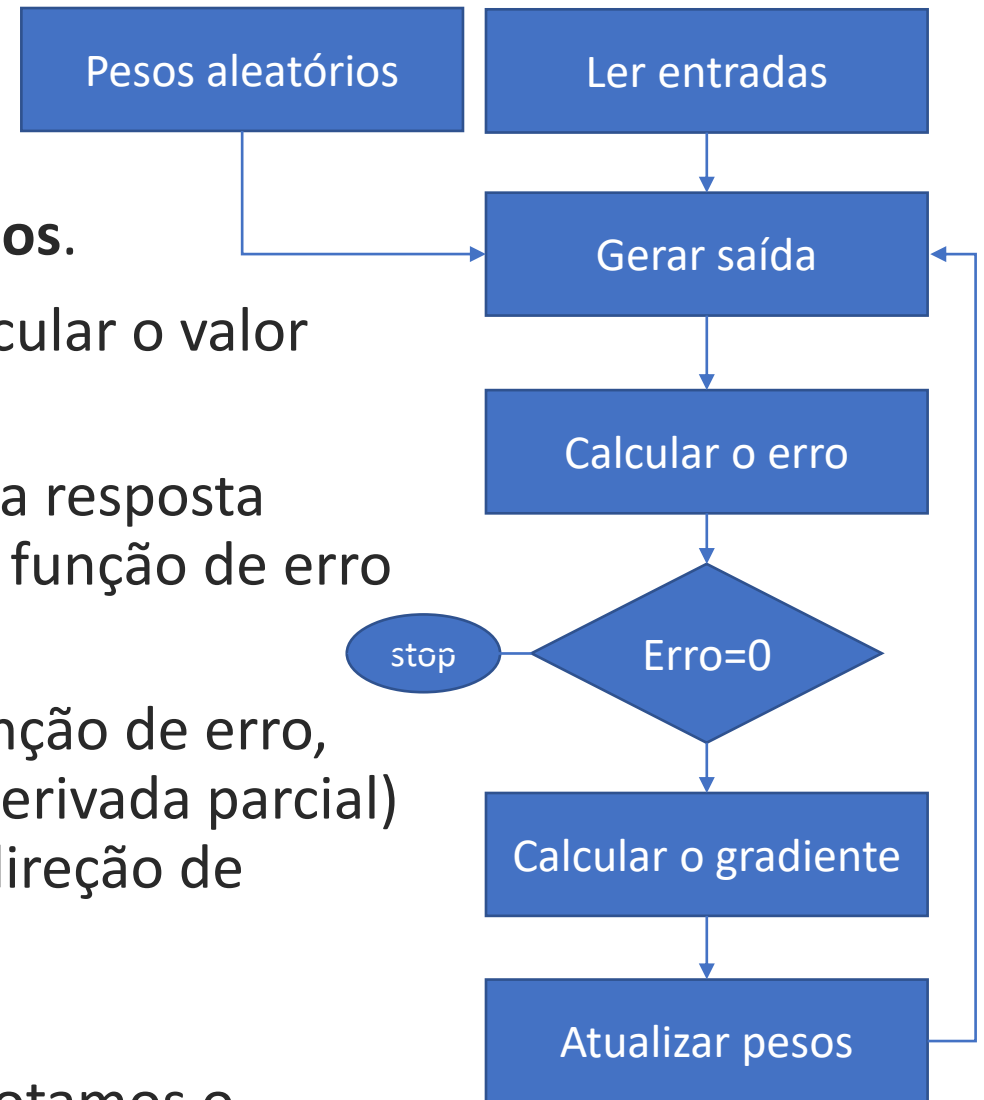 Pesos aleatórios
Ler entradas
os.
Gerar saída
cular o valor
Calcular o erro
a resposta
função de erro
stop
Erro=0
nção de erro,
erivada parcial)
lireção de
Calcular o gradiente
Atualizar pesos